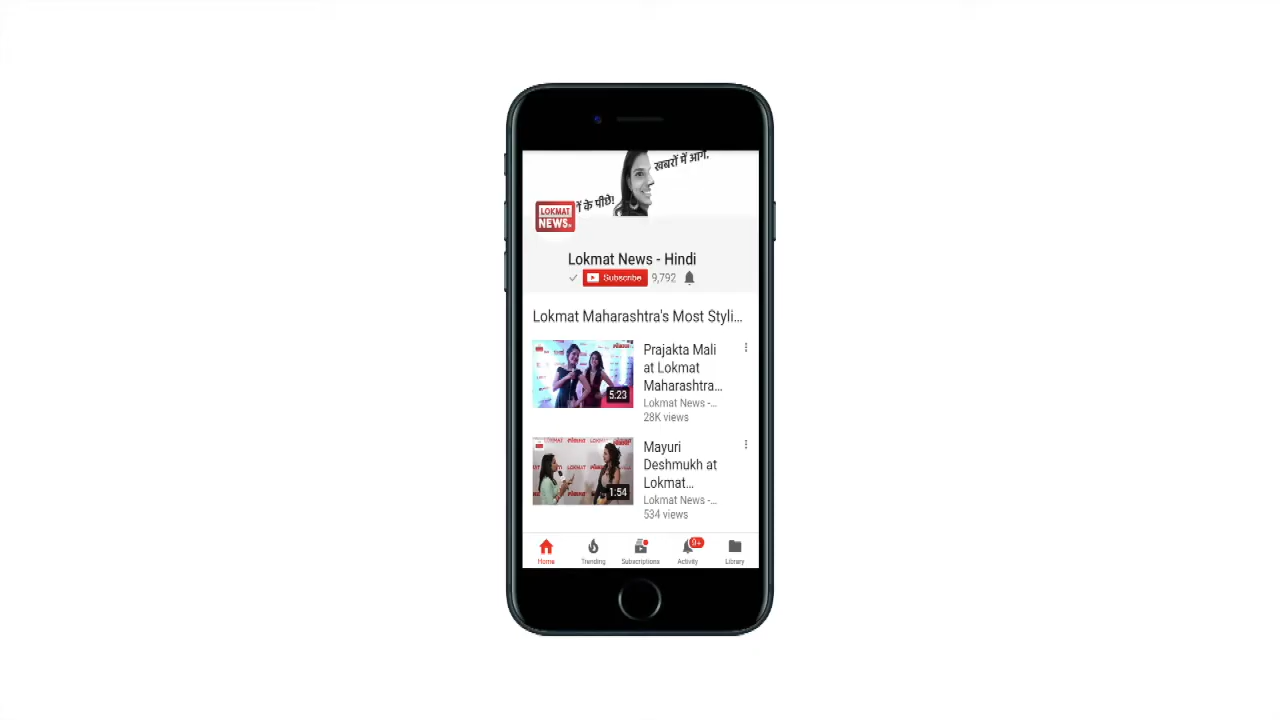 खबरों में आगे,
ों के पीछे!
LOKMAT
NEWS
Lokmat News - Hindi
Subscribe 9,792
Lokmat Maharashtra's Most Styli...
Prajakta Mali
at Lokmat
Maharashtra...
Lokmat News -...
28K views
5:23
Mayuri
Deshmukh at
Lokmat...
Lokmat News -...
534 views
1:54
9+
Home Trending Subscriptions Activity Library